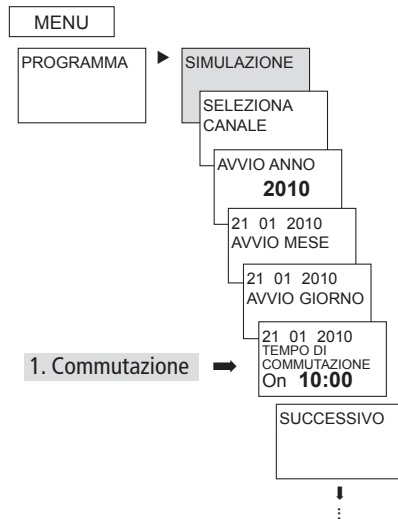 MENU
PROGRAMMA
SIMULAZIONE
SELEZIONA
CANALE
AVVIO ANNO
2010
21 01 2010
AVVIO MESE
21 01 2010
AVVIO GIORNO
21 01 2010
TEMPO DI
COMMUTAZIONE
On 10:00
1. Commutazione
SUCCESSIVO